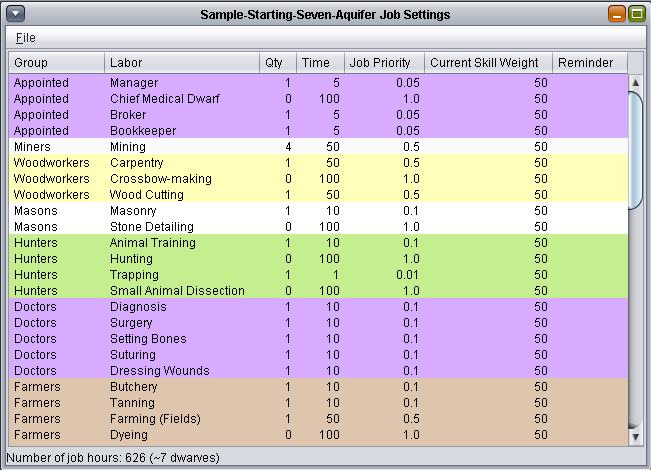 Sample-Starting-Seven-Aquifer Job Settings
File
Group Labor Qty Time Job Priority Current Skill Weight Reminder
Appointed Manager 1 5 0.05 50
Appointed Chief Medical Dwarf 0 100 1.0 50
Appointed Broker 1 5 0.05 50
Appointed Bookkeeper 1 5 0.05 50
Miners Mining 4 50 0.5 50
Woodworkers Carpentry 1 50 0.5 50
Woodworkers Crossbow-making 0 100 1.0 50
Woodworkers Wood Cutting 1 50 0.5 50
Masons Masonry 1 10 0.1 50
Masons Stone Detailing 0 100 1.0 50
Hunters Animal Training 1 10 0.1 50
Hunters Hunting 0 100 1.0 50
Hunters Trapping 1 1 0.01 50
Hunters Small Animal Dissection 0 100 1.0 50
Doctors Diagnosis 1 10 0.1 50
Doctors Surgery 1 10 0.1 50
Doctors Setting Bones 1 10 0.1 50
Doctors Suturing 1 10 0.1 50
Doctors Dressing Wounds 1 10 0.1 50
Farmers Butchery 1 10 0.1 50
Farmers Tanning 1 10 0.1 50
Farmers Farming (Fields) 1 50 0.5 50
Farmers Dyeing 0 100 1.0 50
Number of job hours: 626 (~7 dwarves)